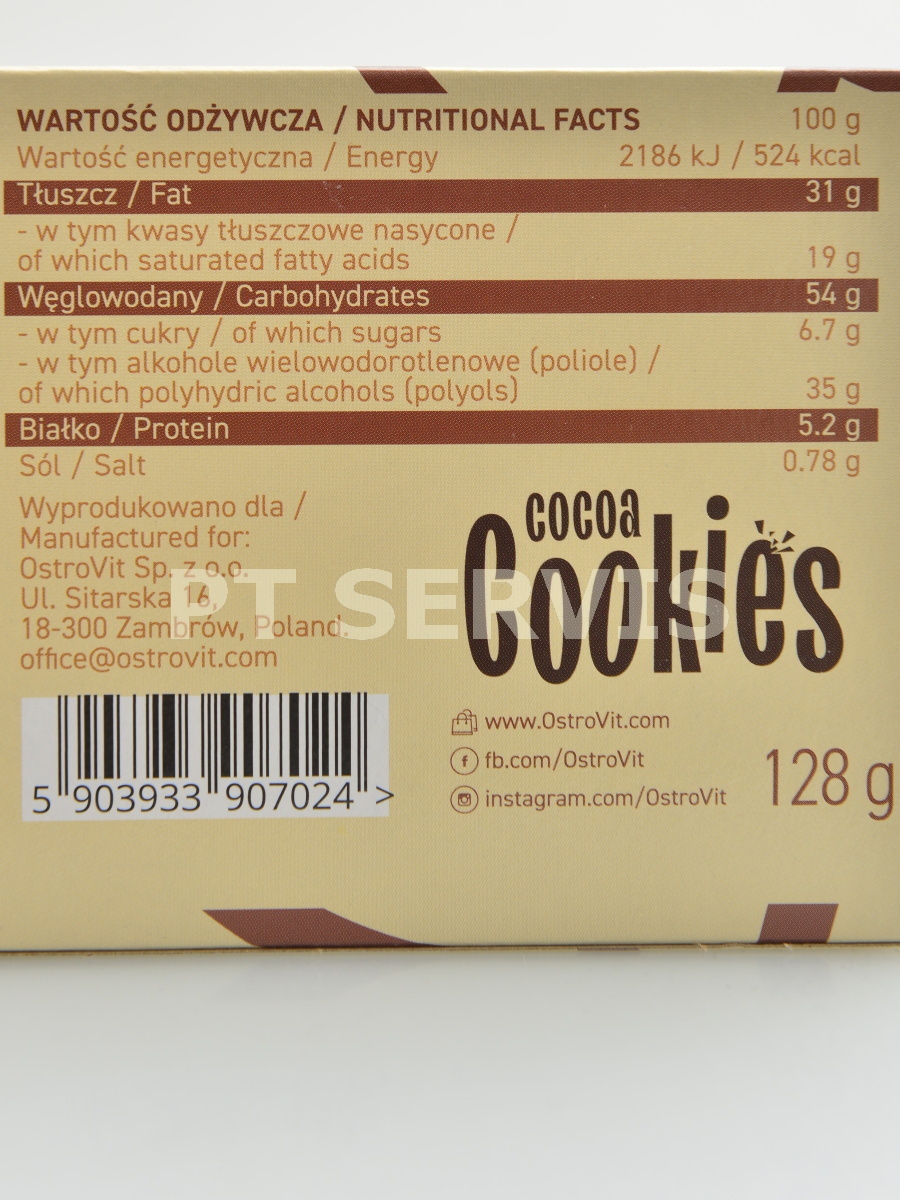 WARTOŚĆ ODŻYWCZA / NUTRITIONAL FACTS 100 g
Wartość energetyczna / Energy 2186 kJ / 524 kcal
Tłuszcz / Fat 31 g
- w tym kwasy tłuszczowe nasycone /
of which saturated fatty acids 19 g
Węglowodany / Carbohydrates 54 g
- w tym cukry / of which sugars 6.7 g
- w tym alkohole wielowodorotlenowe (poliole) /
of which polyhydric alcohols (polyols) 35 g
Białko / Protein 5.2 g
Sól / Salt 0.78 g
Wyprodukowano dla /
Manufactured for:
OstroVit Sp. z o.o.
Ul. Sitarska 16,
18-300 Zambrów, Poland.
office@ostrovit.com
5 903933 907024 >
cocoa
Cookies
www.OstroVit.com
fb.com/OstroVit
instagram.com/OstroVit
128 g
PT SERVIS